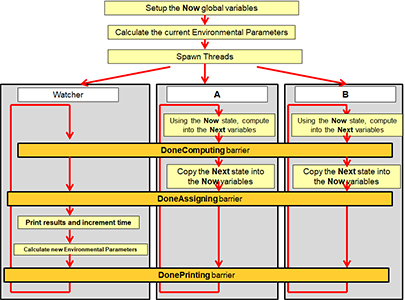 Setup the Now global variables
Calculate the current Environmental Parameters
Spawn Threads
Watcher
A
B
Using the Now state, compute
into the Next variables
Using the Now state, compute
into the Next variables
DoneComputing barrier
Copy the Next state into
the Now variables
Copy the Next state into
the Now variables
DoneAssigning barrier
Print results and increment time
Calculate new Environmental Parameters
DonePrinting barrier